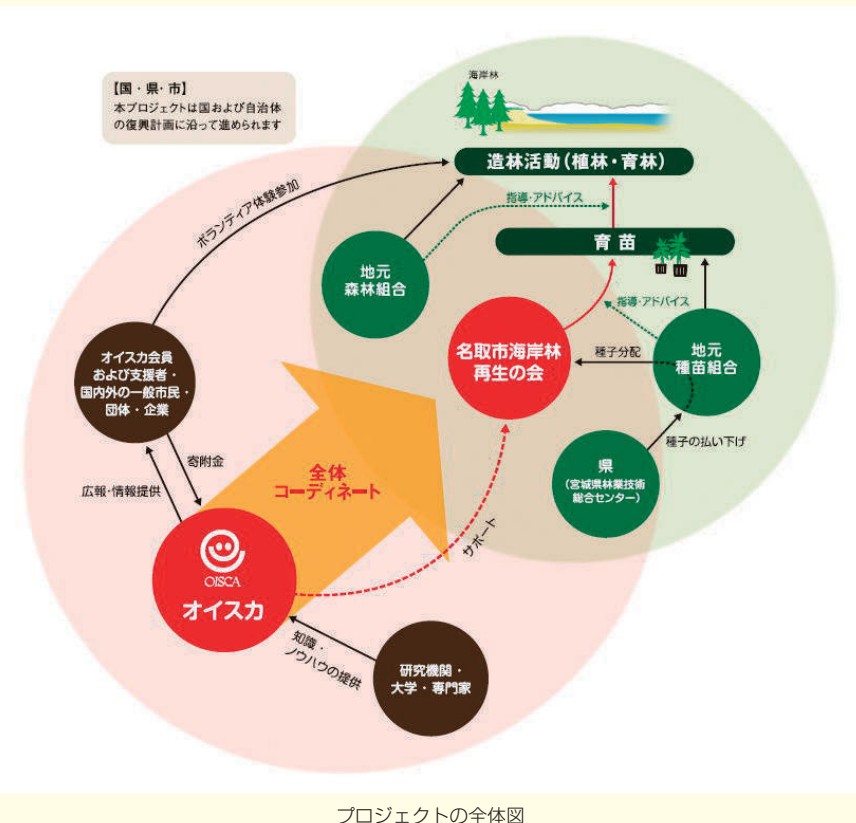 【国・県・市】
本プロジェクトは国および自治体
の復興計画に沿って進められます
海岸林
造林活動(植林・育林)
ボランティア体験参加
指導・アドバイス
育苗
地元
森林組合
指導・アドバイス
名取市海岸林
再生の会
種子分配
地元
種苗組合
オイスカ会員
および支援者・
国内外の一般市民・
団体・企業
種子の払い下げ
県
(宮城県林業技術
総合センター)
寄附金
広報・情報提供
全体
コーディネート
サポート
OISCA
オイスカ
知識・
ノウハウの提供
研究機関・
大学・専門家
プロジェクトの全体図